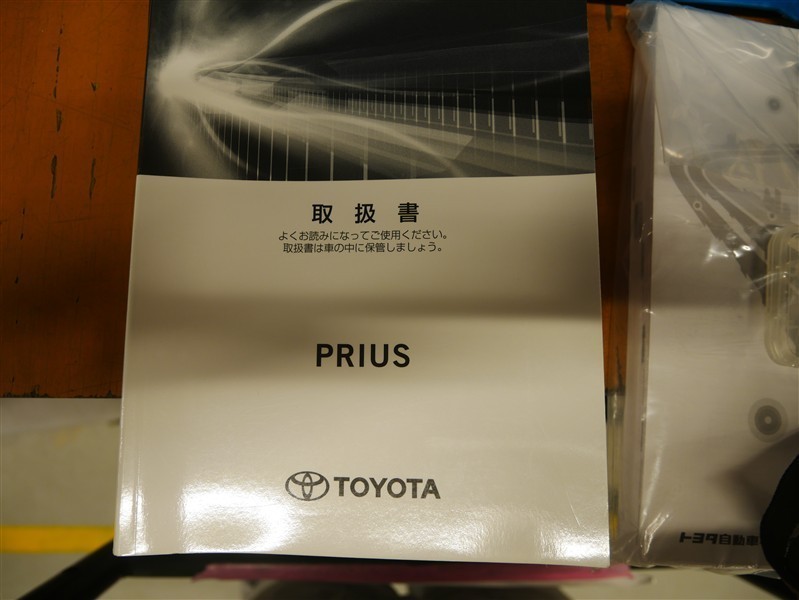 取扱書
よくお読みになってご使用ください。
取扱書は車の中に保管しましょう。
PRIUS
TOYOTA
トヨタ自動車